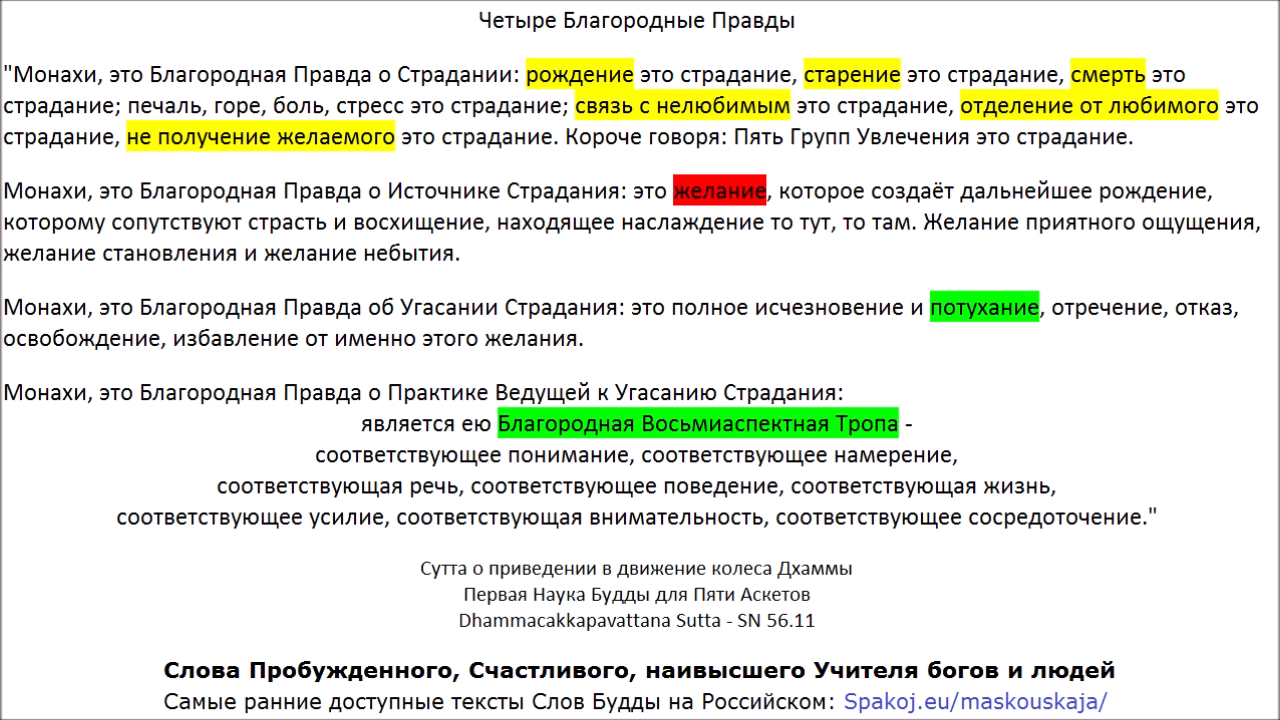 Четыре Благородные Правды
"Монахи, это Благородная Правда о Страдании: рождение это страдание, старение это страдание, смерть это
страдание; печаль, горе, боль, стресс это страдание; связь с нелюбимым это страдание, отделение от любимого это
страдание, не получение желаемого это страдание. Короче говоря: Пять Групп Увлечения это страдание.
Монахи, это Благородная Правда о Источнике Страдания: это желание, которое создаёт дальнейшее рождение,
которому сопутствуют страсть и восхищение, находящее наслаждение то тут, то там. Желание приятного ощущения,
желание становления и желание небытия.
Монахи, это Благородная Правда об Угасании Страдания: это полное исчезновение и потухание, отречение, отказ,
освобождение, избавление от именно этого желания.
Монахи, это Благородная Правда о Практике Ведущей к Угасанию Страдания:
является ею Благородная Восьмиаспектная Тропа -
соответствующее понимание, соответствующее намерение,
соответствующая речь, соответствующее поведение, соответствующая жизнь,
соответствующее усилие, соответствующая внимательность, соответствующее сосредоточение."
Сутта о приведении в движение колеса Дхаммы
Первая Наука Будды для Пяти Аскетов
Dhammacakkapavattana Sutta - SN 56.11
Слова Пробужденного, Счастливого, наивысшего Учителя богов и людей
Самые ранние доступные тексты Слов Будды на Российском: Spakoj.eu/maskouskaja/